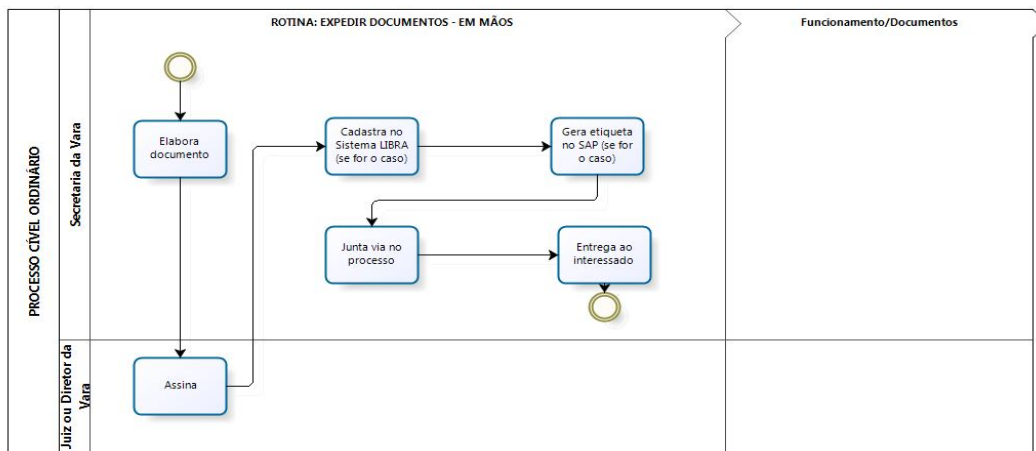 ROTINA: EXPEDIR DOCUMENTOS - EM MÃOS
Funcionamento/Documentos
PROCESSO CÍVEL ORDINÁRIO
Secretaria da Vara
Elabora
documento
Cadastra no
Sistema LIBRA
(se for o caso)
Gera etiqueta
no SAP (se for
o caso)
Junta via no
processo
Entrega ao
interessado
Juiz ou Diretor da
Vara
Assina